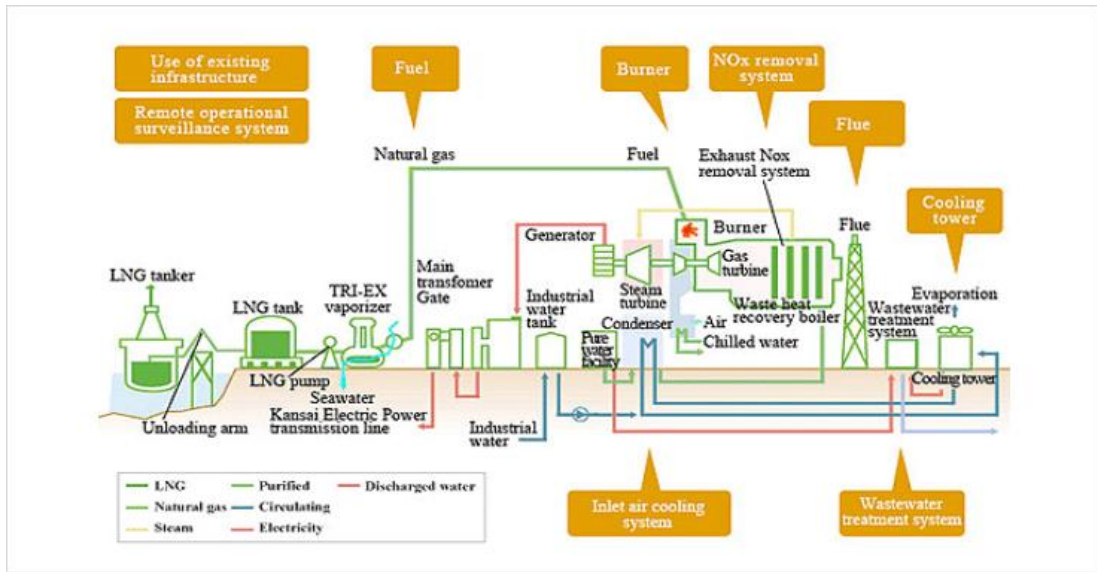 Use of existing
infrastructure
Remote operational
surveillance system
Fuel
Burner
NOx removal
system
Flue
Cooling
tower
Natural gas
Fuel
Exhaust Nox
removal system
Burner
Flue
Generator
Gas
turbine
Steam
turbine
LNG tanker
LNG tank
TRI-EX
vaporizer
Main
transfomer
Gate
Industrial
water
tank
Condenser
Waste heat
recovery boiler
Air
Chilled water
Wastewater
treatment
system
Evaporation
Pure
water
facility
Cooling tower
LNG pump
Seawater
Unloading arm
Kansai Electric Power
transmission line
Industrial
water
LNG
Purified
Discharged water
Natural gas
Circulating
Steam
Electricity
Inlet air cooling
system
Wastewater
treatment system